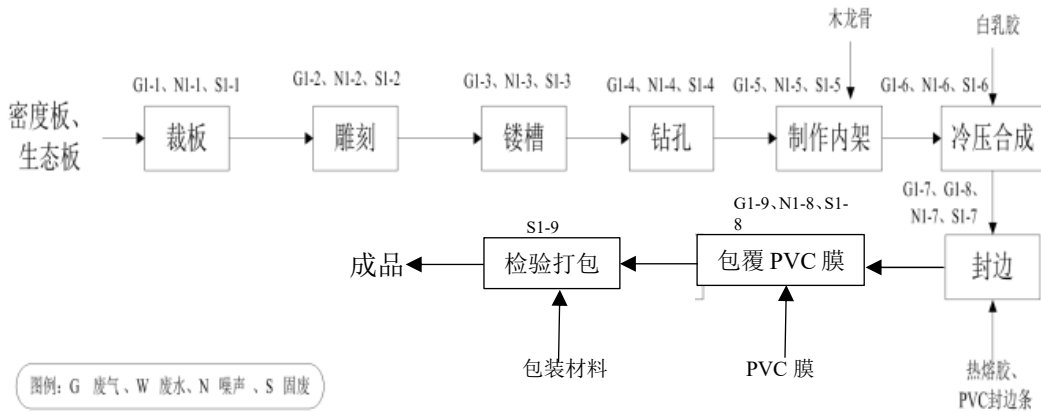 木龙骨
白乳胶
G1-1、N1-1、S1-1
G1-2、N1-2、S1-2
G1-3、N1-3、S1-3
G1-4、N1-4、S1-4
G1-5、N1-5、S1-5
G1-6、N1-6、S1-6
密度板、
生态板
裁板
雕刻
镂槽
钻孔
制作内架
冷压合成
G1-7、G1-8、
N1-7、S1-7
G1-9、N1-8、S1-
8
S1-9
成品
检验打包
包覆 PVC 膜
封边
包装材料
PVC 膜
热熔胶、
PVC封边条
图例：G 废气、W 废水、N 噪声 、S 固废